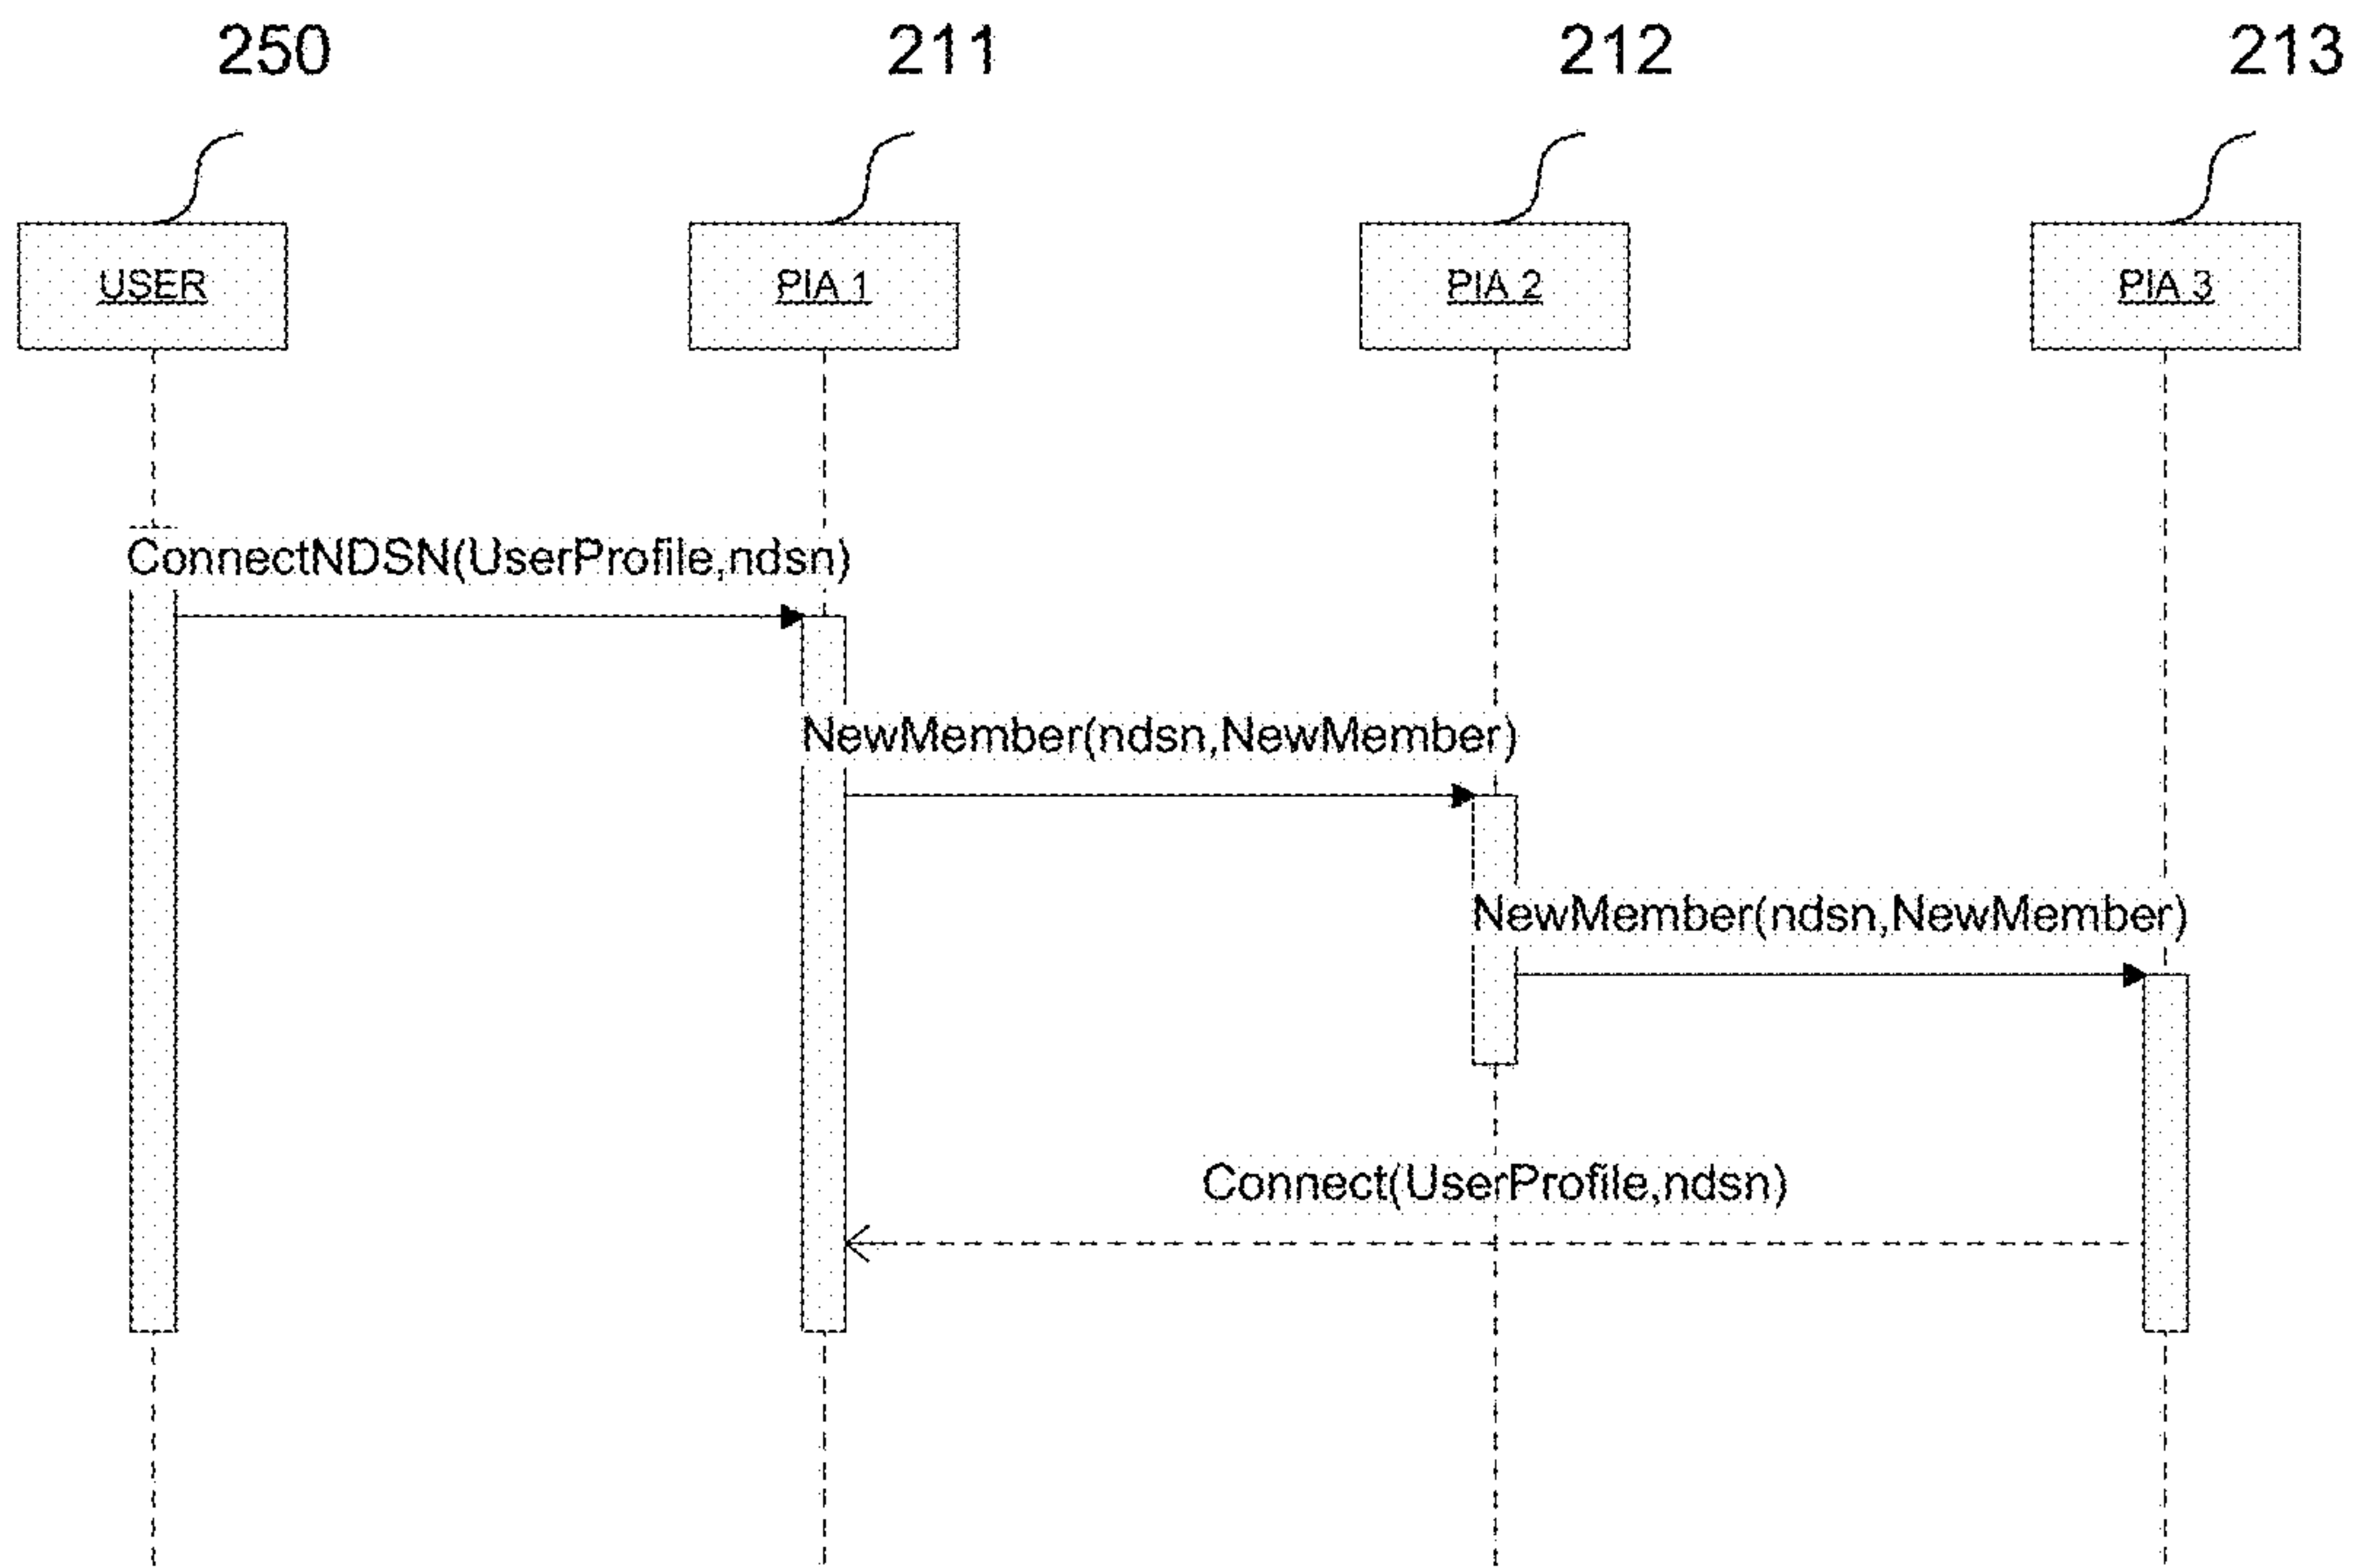 250
211
212
213
USER
PIA 1
PIA 2
PIA 3
ConnectNDSN(UserProfile,ndsn)
NewMember(ndsn,NewMember)
NewMember(ndsn,NewMember)
Connect(UserProfile,ndsn)